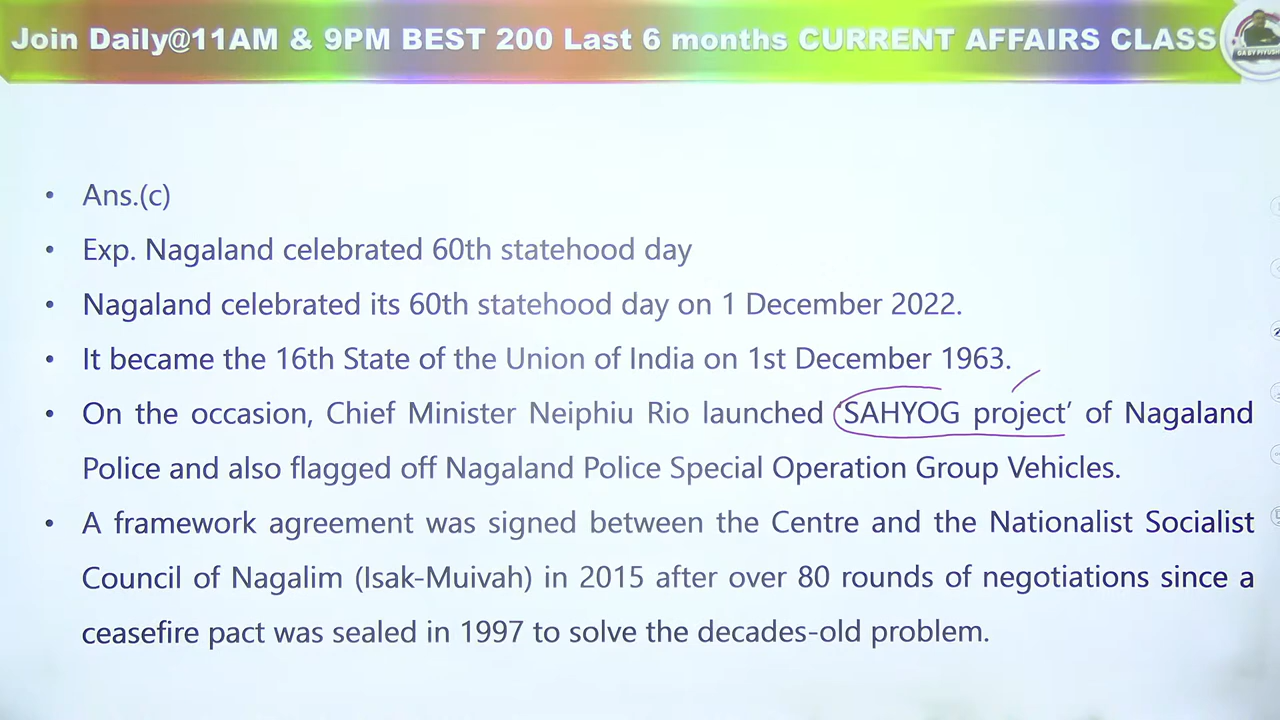 Join Daily@11AM & 9PM BEST 200 Last 6 months CURRENT AFFAIRS CLASS
GA BY PIYUSH
• Ans.(c)
• Exp. Nagaland celebrated 60th statehood day
• Nagaland celebrated its 60th statehood day on 1 December 2022.
• It became the 16th State of the Union of India on 1st December 1963.
• On the occasion, Chief Minister Neiphiu Rio launched ‘SAHYOG project’ of Nagaland
Police and also flagged off Nagaland Police Special Operation Group Vehicles.
• A framework agreement was signed between the Centre and the Nationalist Socialist
Council of Nagalim (Isak-Muivah) in 2015 after over 80 rounds of negotiations since a
ceasefire pact was sealed in 1997 to solve the decades-old problem.